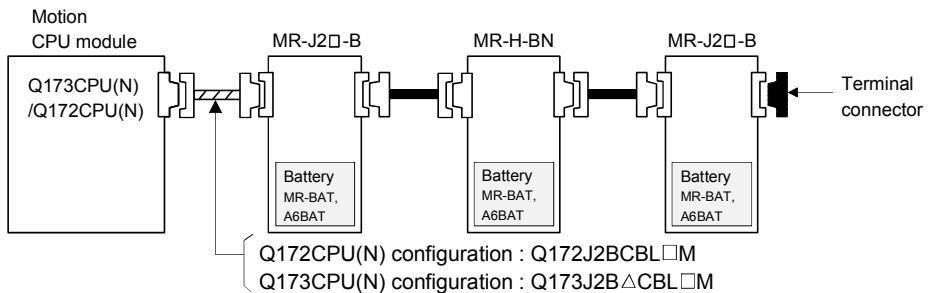 Motion
CPU module
MR-J2□-B
MR-H-BN
MR-J2□-B
Q173CPU(N)
/Q172CPU(N)
Terminal
connector
Battery
MR-BAT,
A6BAT
Battery
MR-BAT,
A6BAT
Battery
MR-BAT,
A6BAT
Q172CPU(N) configuration : Q172J2BCBL□M
Q173CPU(N) configuration : Q173J2B△CBL□M